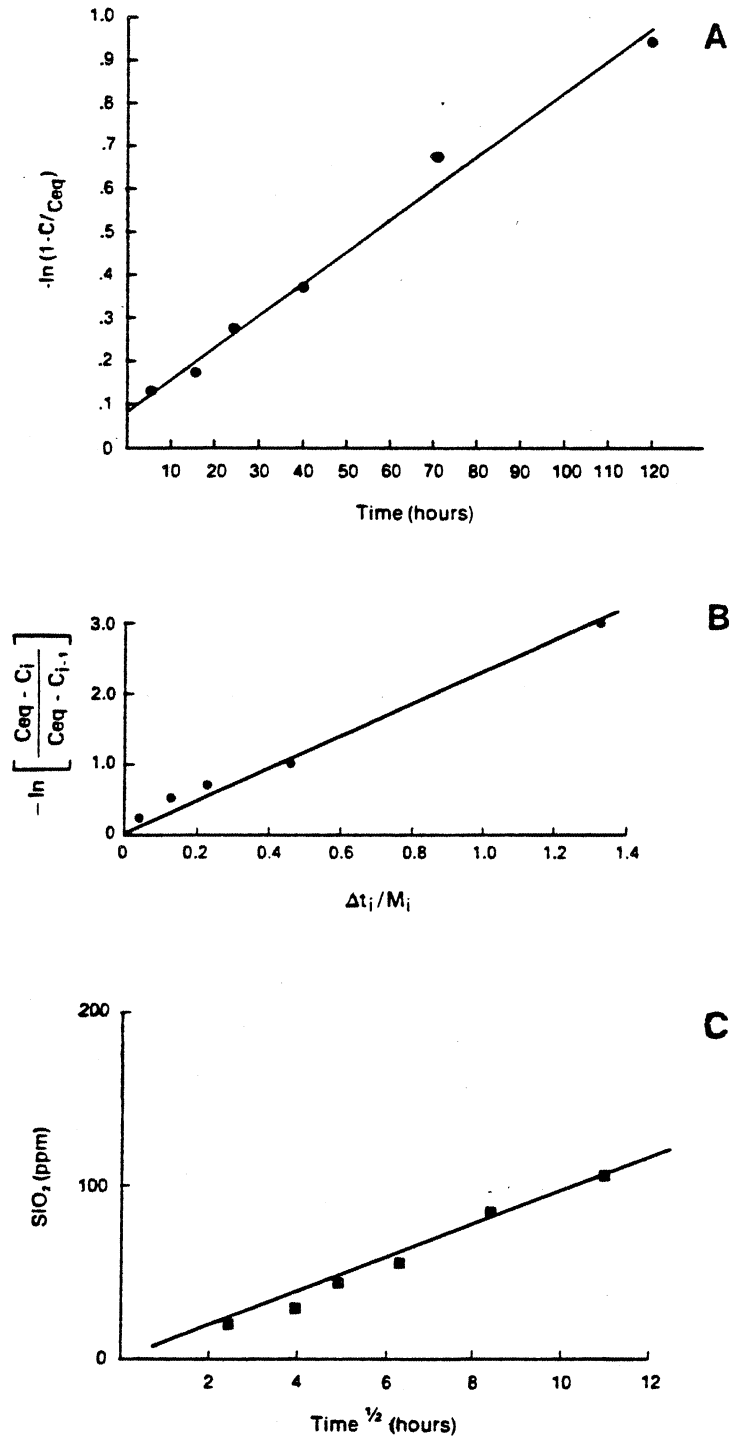 A
1.0
.9
.8
.7
.6
.5
.4
.3
.2
.1
0
-ln (1-C/Ceq)
10 20 30 40 50 60 70 80 90 100 110 120
Time (hours)
B
3.0
2.0
1.0
0
- ln [ Ceq - Ci
Ceq - Ci-1 ]
0 0.2 0.4 0.6 0.8 1.0 1.2 1.4
Δti/Mi
C
200
100
0
SIO₂ (ppm)
2 4 6 8 10 12
Time ½ (hours)